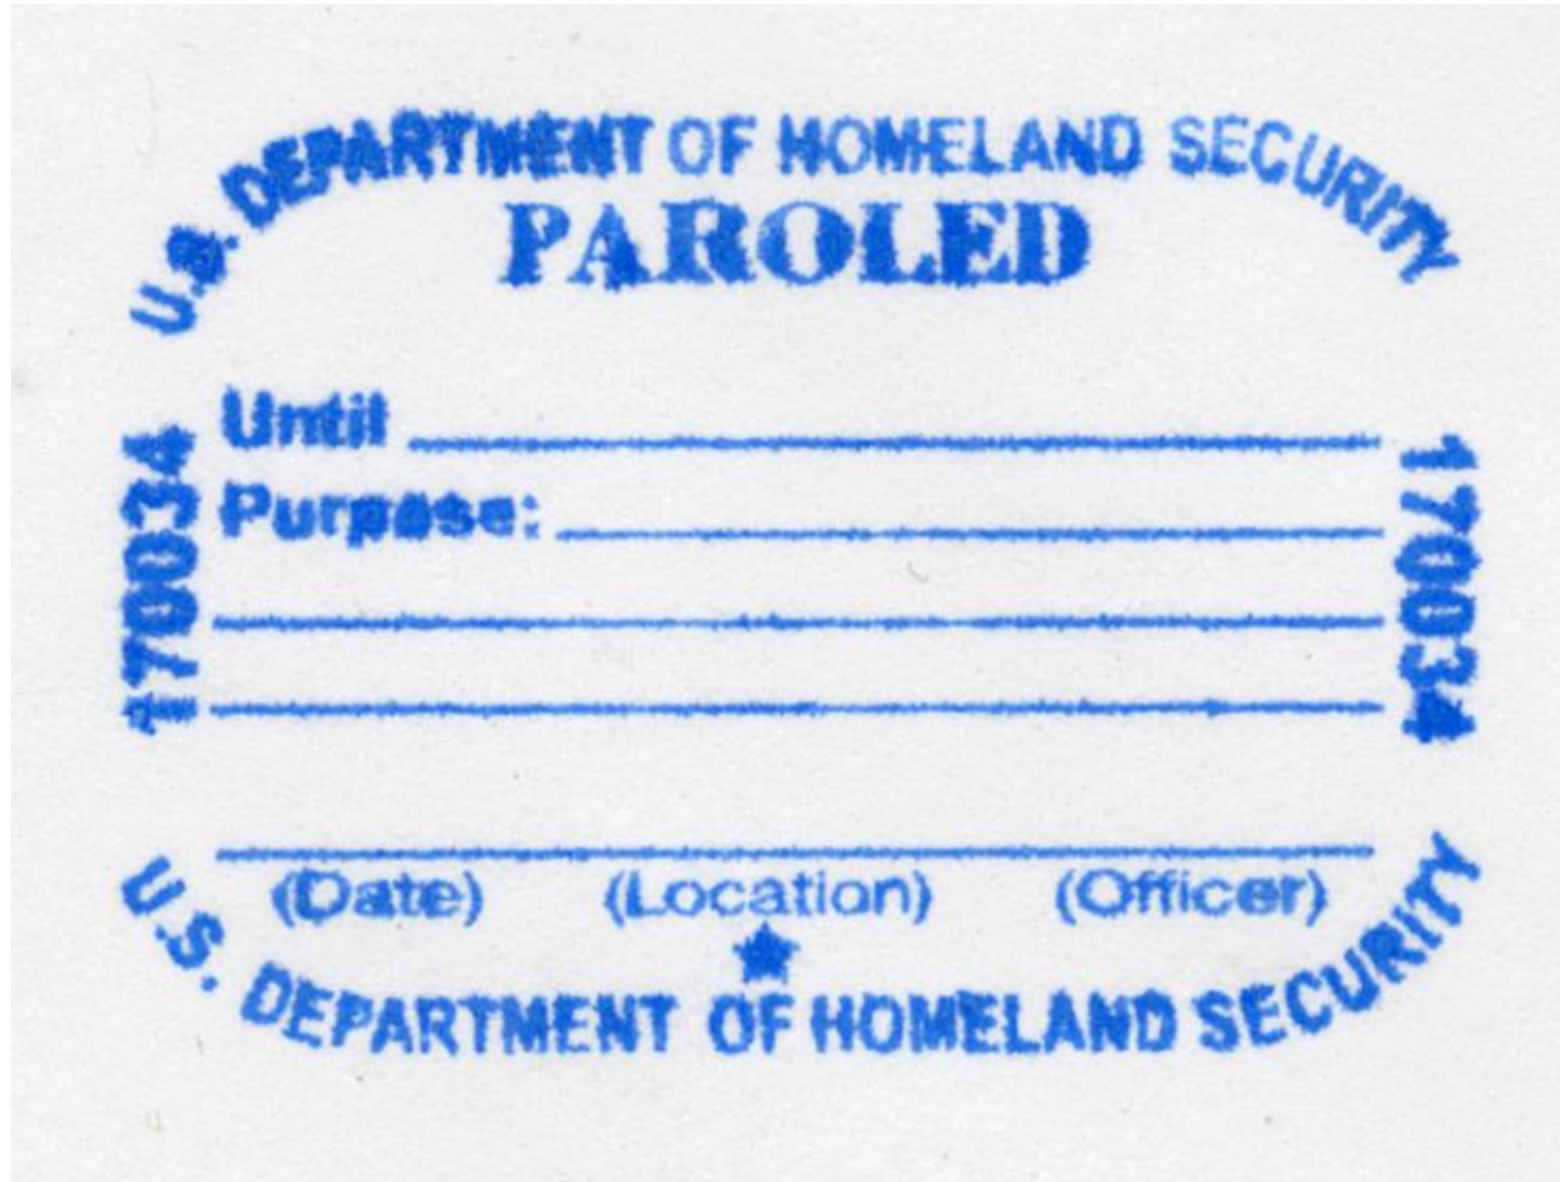 U.S. DEPARTMENT OF HOMELAND SECURITY
PAROLED
Until
Purpose:
170034
170034
(Date) (Location) (Officer)
U.S. DEPARTMENT OF HOMELAND SECURITY